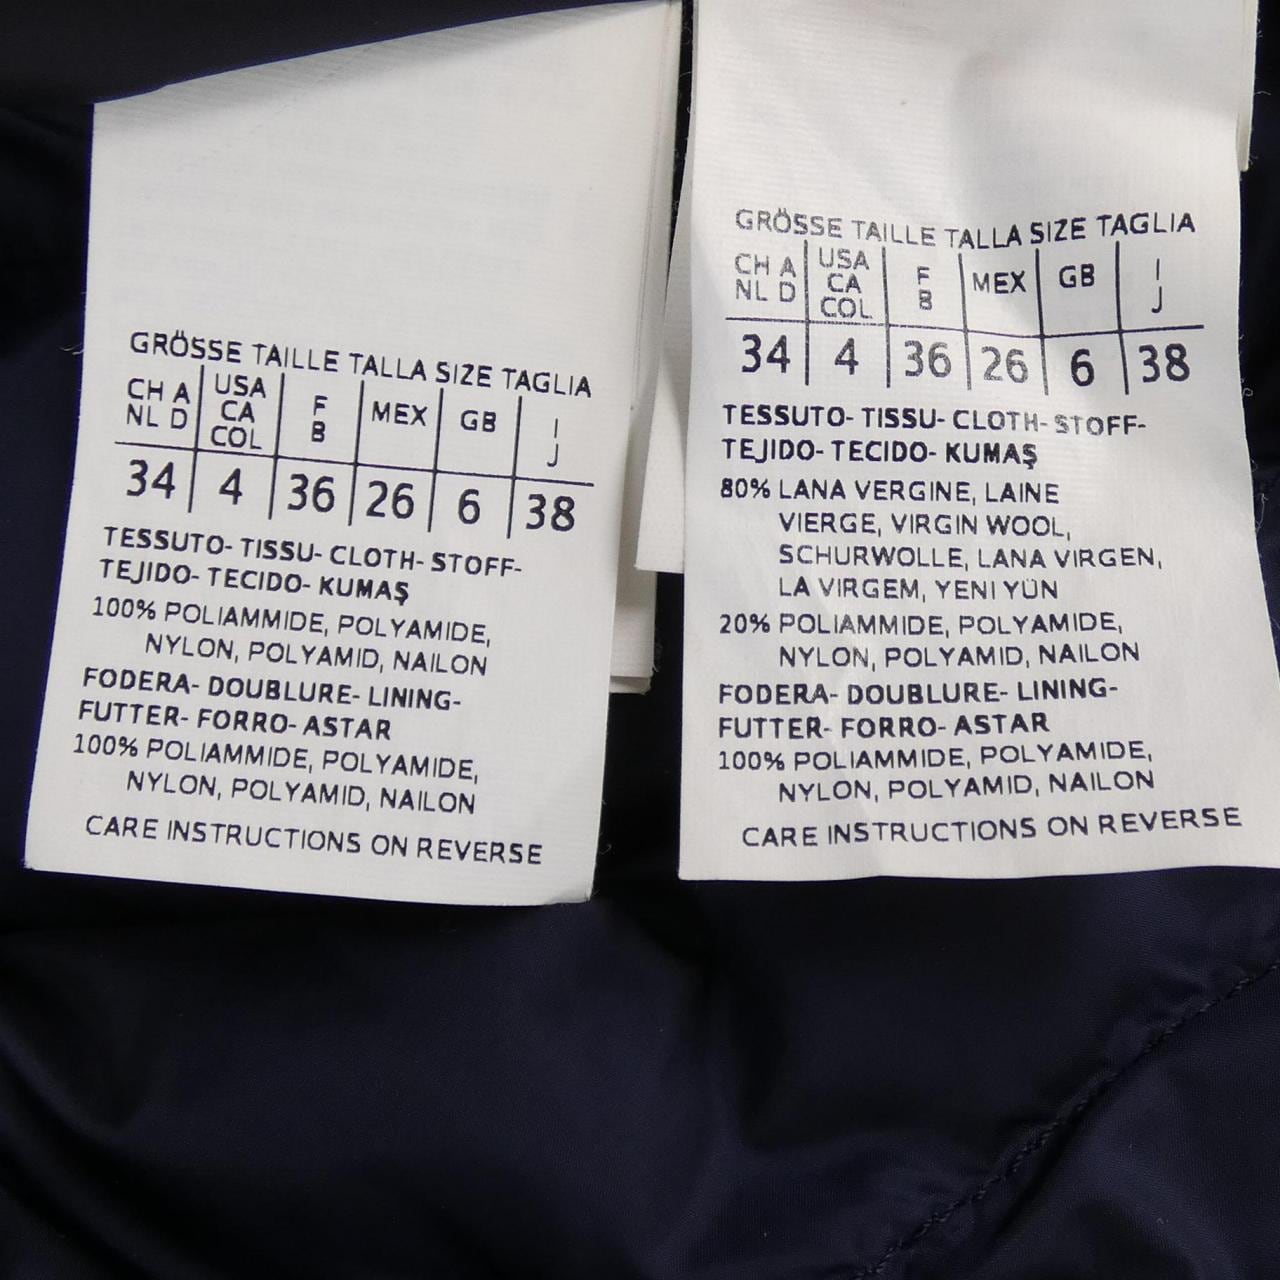 GRÖSSE TAILLE TALLA SIZE TAGLIA
CH A USA F MEX GB I
NL D CA B J
COL
34 4 36 26 6 38
TESSUTO- TISSU- CLOTH- STOFF-
TEJIDO- TECIDO- KUMAŞ
100% POLIAMMIDE, POLYAMIDE,
NYLON, POLYAMID, NAILON
FODERA- DOUBLURE- LINING-
FUTTER- FORRO- ASTAR
100% POLIAMMIDE, POLYAMIDE,
NYLON, POLYAMID, NAILON
CARE INSTRUCTIONS ON REVERSE
GRÖSSE TAILLE TALLA SIZE TAGLIA
CH A USA F MEX GB I
NL D CA B J
COL
34 4 36 26 6 38
TESSUTO- TISSU- CLOTH- STOFF-
TEJIDO- TECIDO- KUMAŞ
80% LANA VERGINE, LAINE
VIERGE, VIRGIN WOOL,
SCHURWOLLE, LANA VIRGEN,
LA VIRGEM, YENI YÜN
20% POLIAMMIDE, POLYAMIDE,
NYLON, POLYAMID, NAILON
FODERA- DOUBLURE- LINING-
FUTTER- FORRO- ASTAR
100% POLIAMMIDE, POLYAMIDE,
NYLON, POLYAMID, NAILON
CARE INSTRUCTIONS ON REVERSE